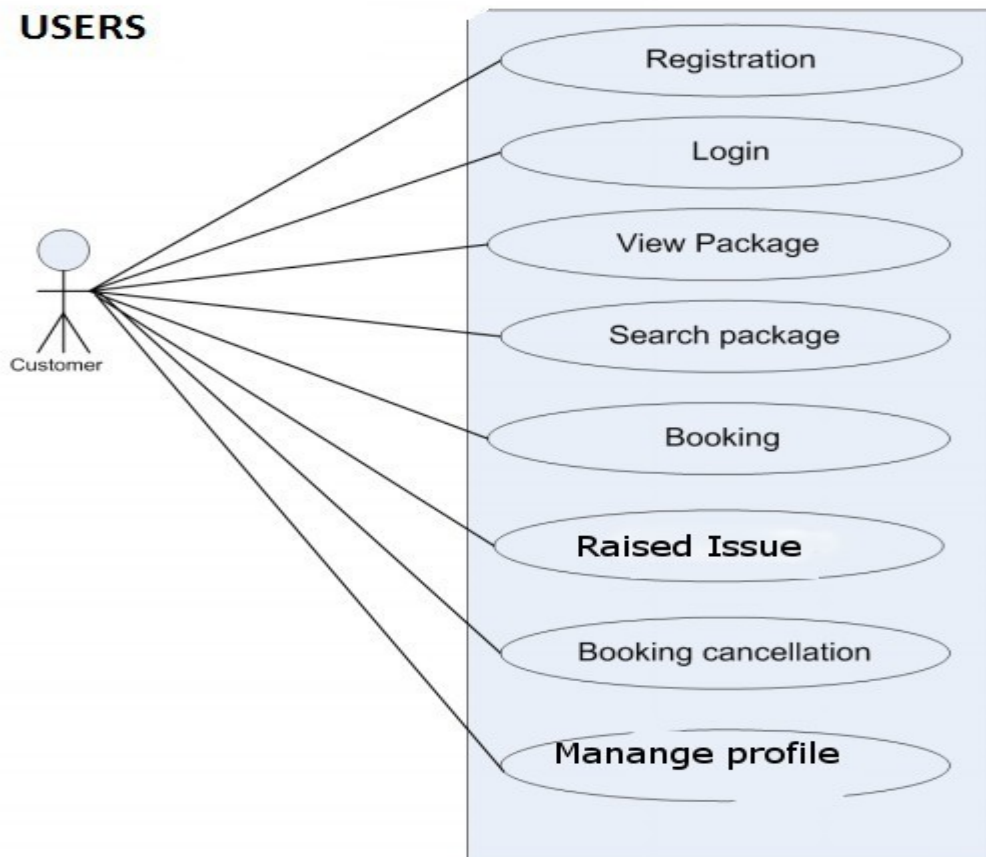 USERS
Registration
Login
View Package
Customer
Search package
Booking
Raised Issue
Booking cancellation
Manange profile